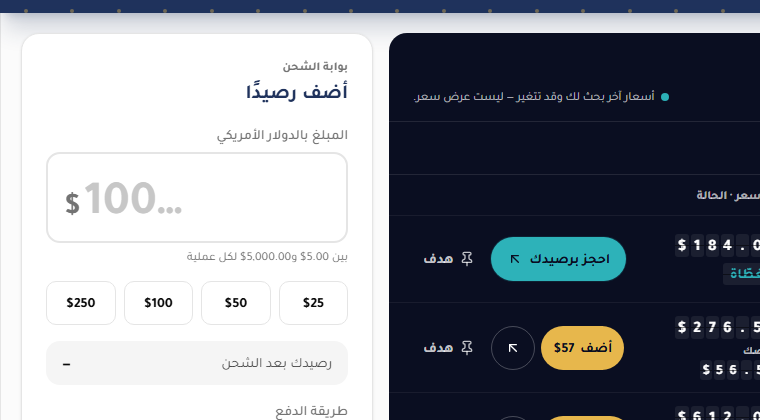 بوابة الشحن
أضف رصيدًا
المبلغ بالدولار الأمريكي
$ 100...
بين $5.00 و$5,000.00 لكل عملية
$25 $50 $100 $250
رصيدك بعد الشحن –
طريقة الدفع
أسعار آخر بحث لك وقد تتغير – ليست عرض سعر.
سعر · الحالة
$184.0
احجز برصيدك
هدف
$276.5
أضف $57
هدف
$56.5
$612.0